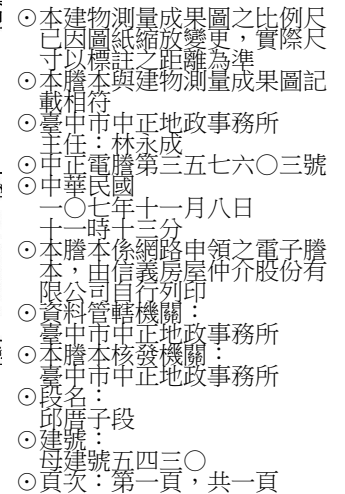 ⊙本建物測量成果圖之比例尺
已因圖紙縮放變更，實際尺
寸以標註之距離為準
⊙本謄本與建物測量成果圖記
載相符
⊙臺中市中正地政事務所
主任：林永成
⊙中正電謄第三五七六○三號
⊙中華民國
一○七年十一月八日
十一時十三分
⊙本謄本係網路申領之電子謄
本，由信義房屋仲介股份有
限公司自行列印
⊙資料管轄機關：
臺中市中正地政事務所
⊙本謄本核發機關：
臺中市中正地政事務所
⊙段名：
邱厝子段
⊙建號：
母建號五四三○
⊙頁次：第一頁，共一頁